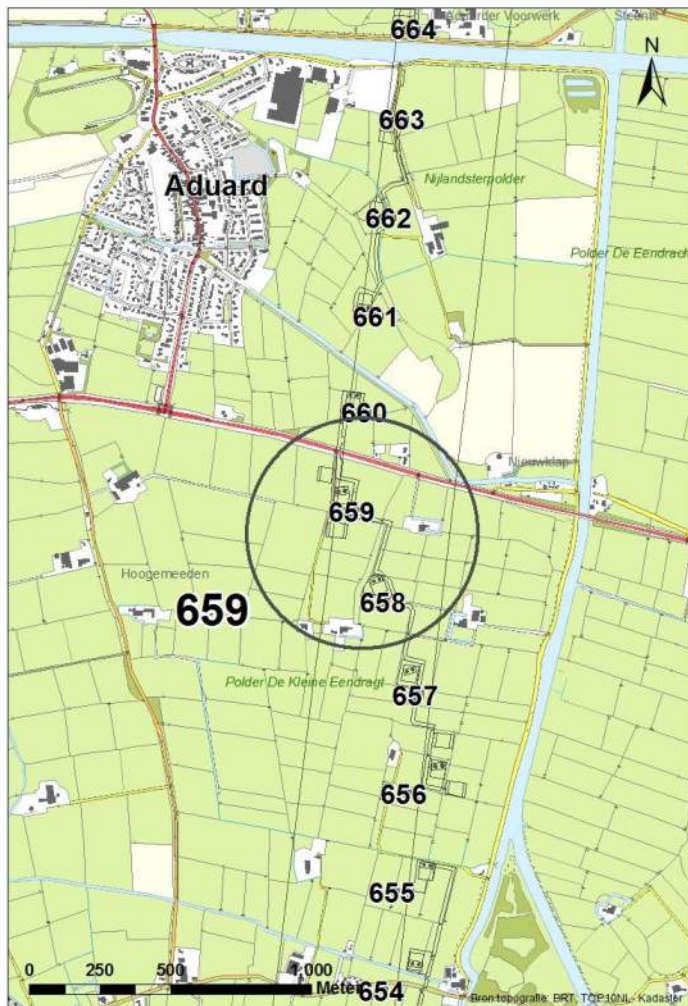 Aduarder Voorwerk
664
N
663
Nijlandsterpolder
Aduard
662
Polder De Eendracht
661
660
Nieuwklap
659
Hoogemeeden
658
659
Polder De Kleine Eendragt
657
656
655
0 250 500 1.000
Meter
654
Bron topografie: BRT, TOP10NL - Kadaster